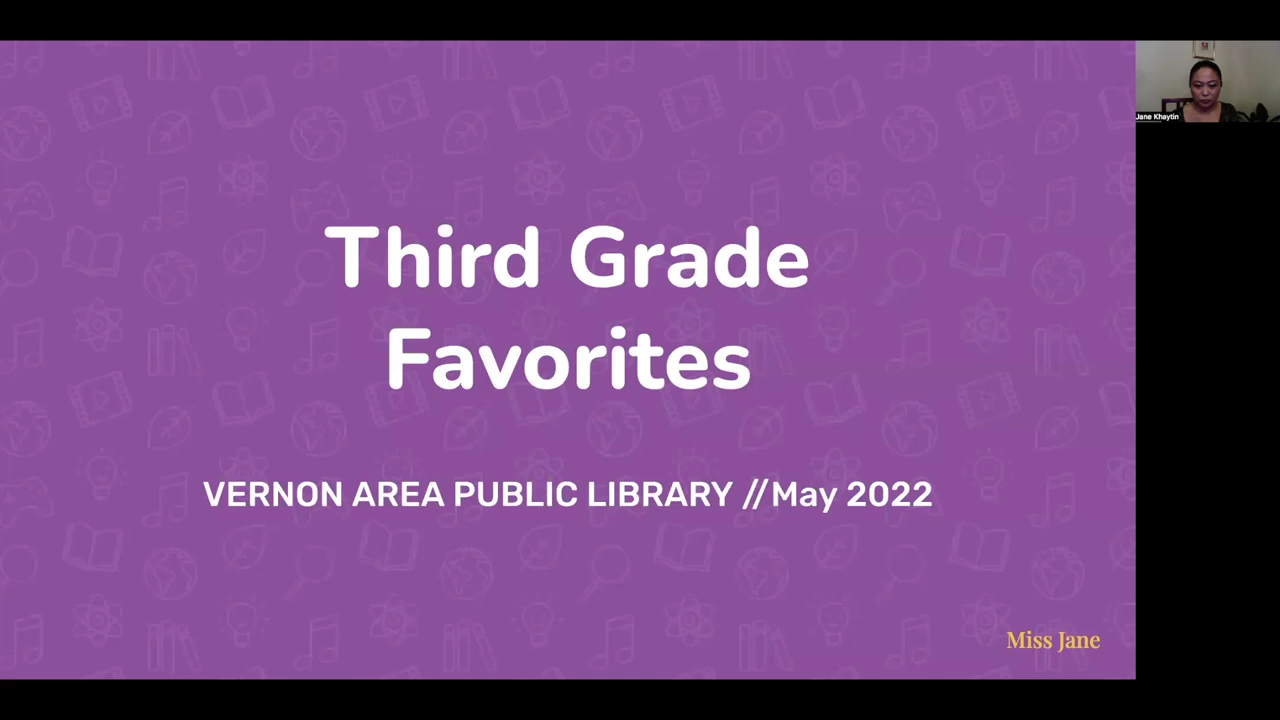 Third Grade
Favorites
VERNON AREA PUBLIC LIBRARY //May 2022
Miss Jane
Jane Khaytin